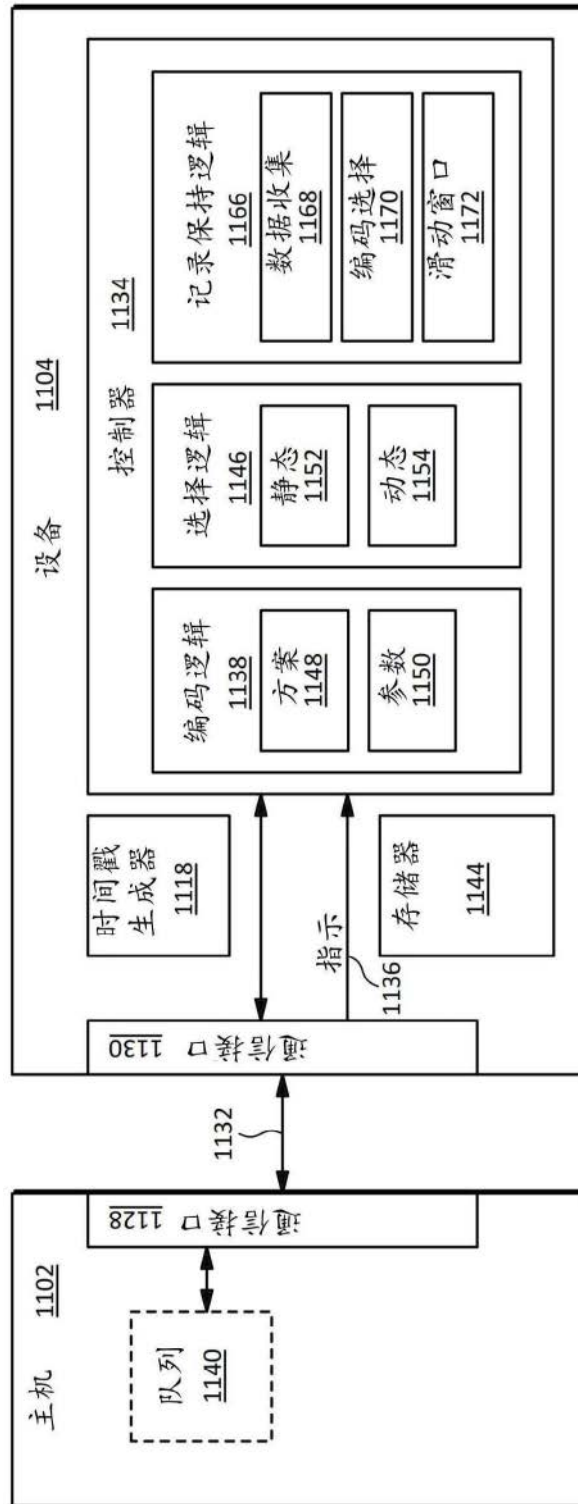 主机
1102
队列
1140
通信接口 1128
1132
设备
1104
通信接口 1130
时间戳
生成器
1118
指示
1136
存储器
1144
控制器
1134
编码逻辑
1138
方案
1148
参数
1150
选择逻辑
1146
静态
1152
动态
1154
记录保持逻辑
1166
数据收集
1168
编码选择
1170
滑动窗口
1172